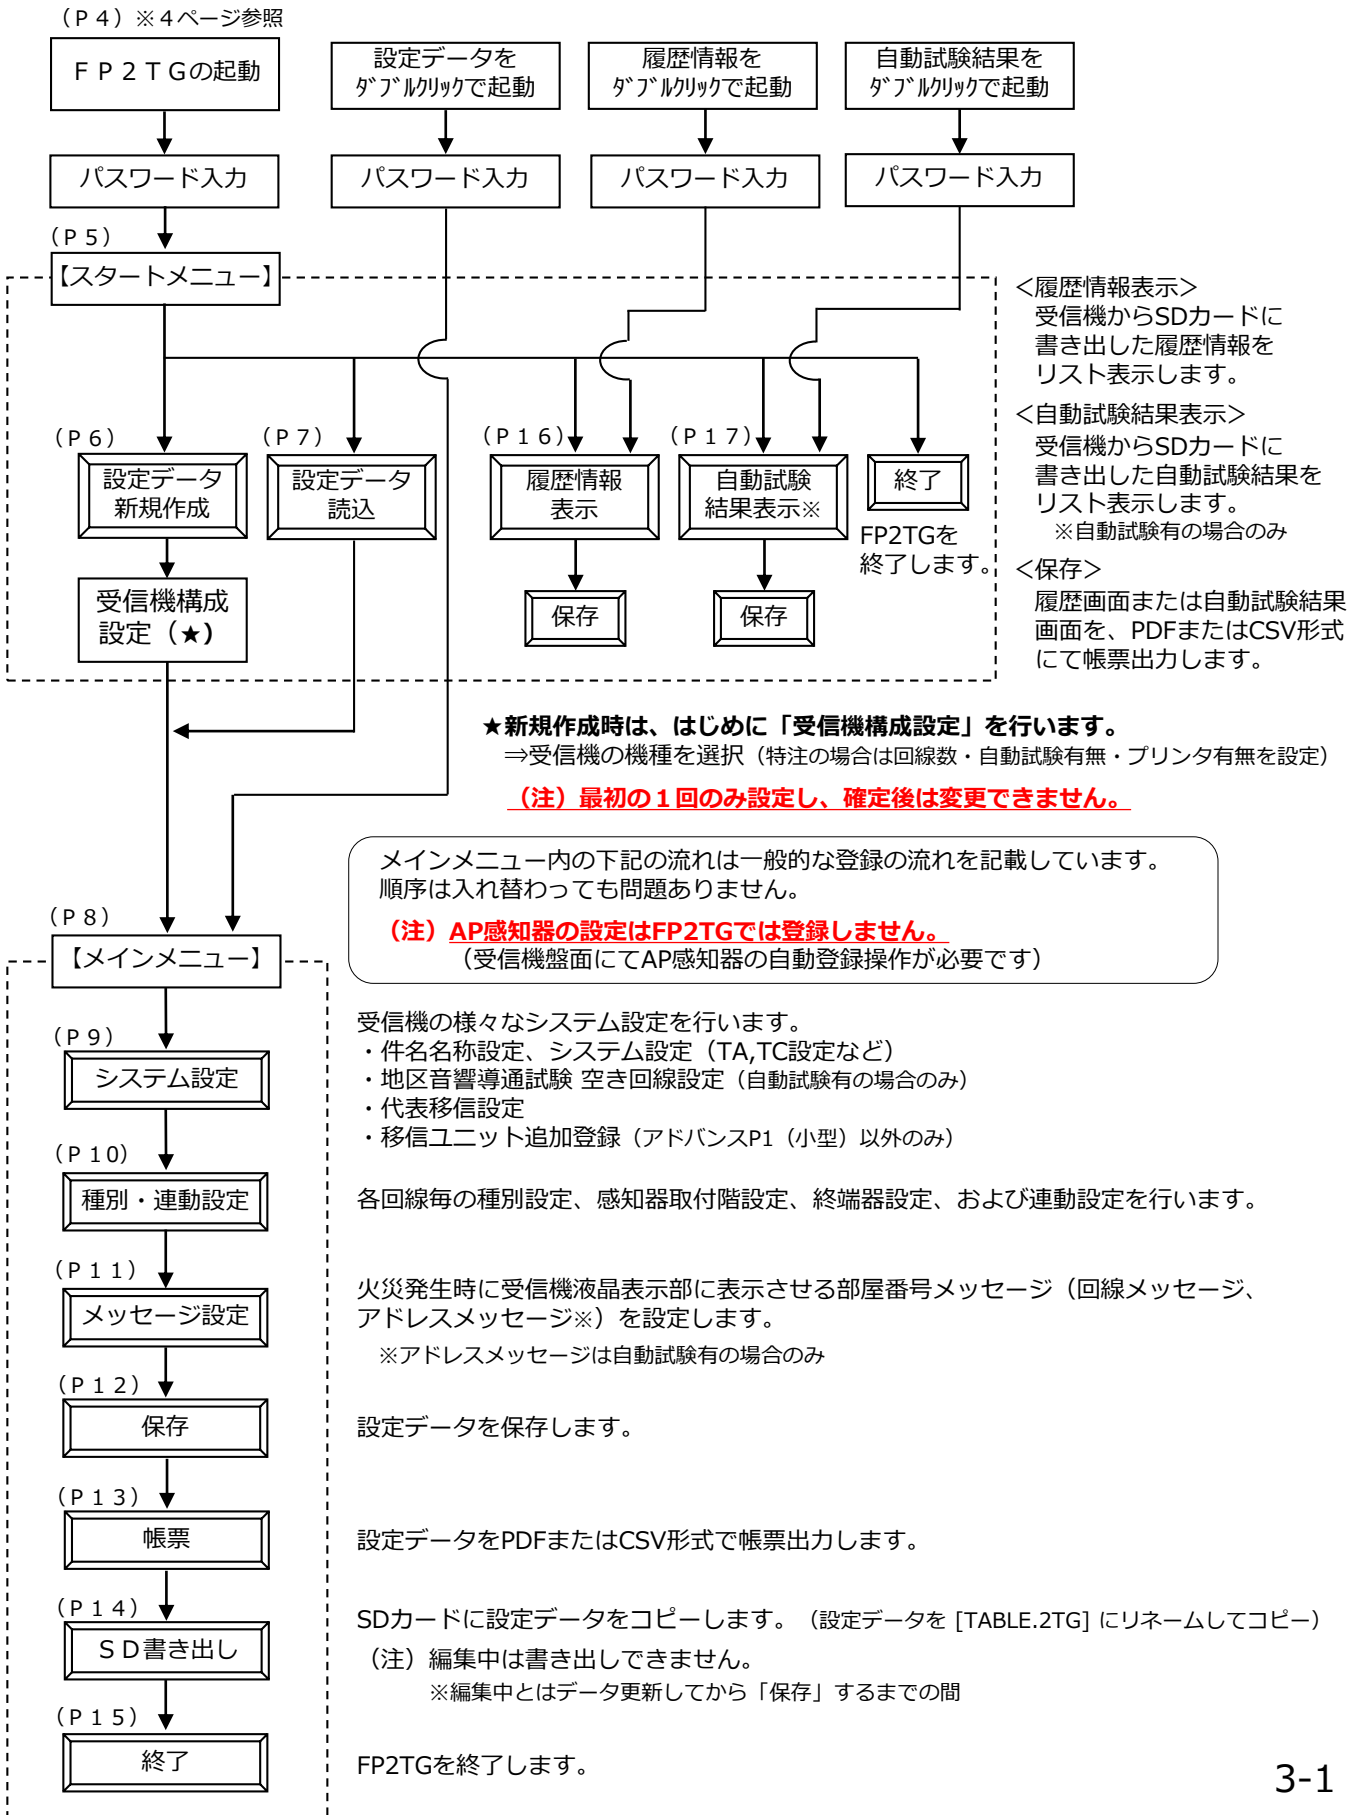 （Ｐ４）※４ページ参照
ＦＰ２ＴＧの起動
設定データを
ﾀﾞﾌﾞﾙｸﾘｯｸで起動
履歴情報を
ﾀﾞﾌﾞﾙｸﾘｯｸで起動
自動試験結果を
ﾀﾞﾌﾞﾙｸﾘｯｸで起動
パスワード入力
パスワード入力
パスワード入力
パスワード入力
（Ｐ５）
【スタートメニュー】
＜履歴情報表示＞
受信機からSDカードに
書き出した履歴情報を
リスト表示します。
＜自動試験結果表示＞
受信機からSDカードに
書き出した自動試験結果を
リスト表示します。
※自動試験有の場合のみ
＜保存＞
履歴画面または自動試験結果
画面を、PDFまたはCSV形式
にて帳票出力します。
（Ｐ６）
設定データ
新規作成
（Ｐ７）
設定データ
読込
（Ｐ１６）
履歴情報
表示
（Ｐ１７）
自動試験
結果表示※
終了
FP2TGを
終了します。
受信機構成
設定（★）
保存
保存
★新規作成時は、はじめに「受信機構成設定」を行います。
⇒受信機の機種を選択（特注の場合は回線数・自動試験有無・プリンタ有無を設定）
（注）最初の１回のみ設定し、確定後は変更できません。
メインメニュー内の下記の流れは一般的な登録の流れを記載しています。
順序は入れ替わっても問題ありません。
（注）AP感知器の設定はFP2TGでは登録しません。
（受信機盤面にてAP感知器の自動登録操作が必要です）
（Ｐ８）
【メインメニュー】
（Ｐ９）
システム設定
受信機の様々なシステム設定を行います。
・件名名称設定、システム設定（TA,TC設定など）
・地区音響導通試験 空き回線設定（自動試験有の場合のみ）
・代表移信設定
・移信ユニット追加登録（アドバンスP1（小型）以外のみ）
（Ｐ１０）
種別・連動設定
各回線毎の種別設定、感知器取付階設定、終端器設定、および連動設定を行います。
（Ｐ１１）
メッセージ設定
火災発生時に受信機液晶表示部に表示させる部屋番号メッセージ（回線メッセージ、
アドレスメッセージ※）を設定します。
※アドレスメッセージは自動試験有の場合のみ
（Ｐ１２）
保存
設定データを保存します。
（Ｐ１３）
帳票
設定データをPDFまたはCSV形式で帳票出力します。
（Ｐ１４）
ＳＤ書き出し
SDカードに設定データをコピーします。（設定データを [TABLE.2TG] にリネームしてコピー）
（注）編集中は書き出しできません。
※編集中とはデータ更新してから「保存」するまでの間
（Ｐ１５）
終了
FP2TGを終了します。
3-1